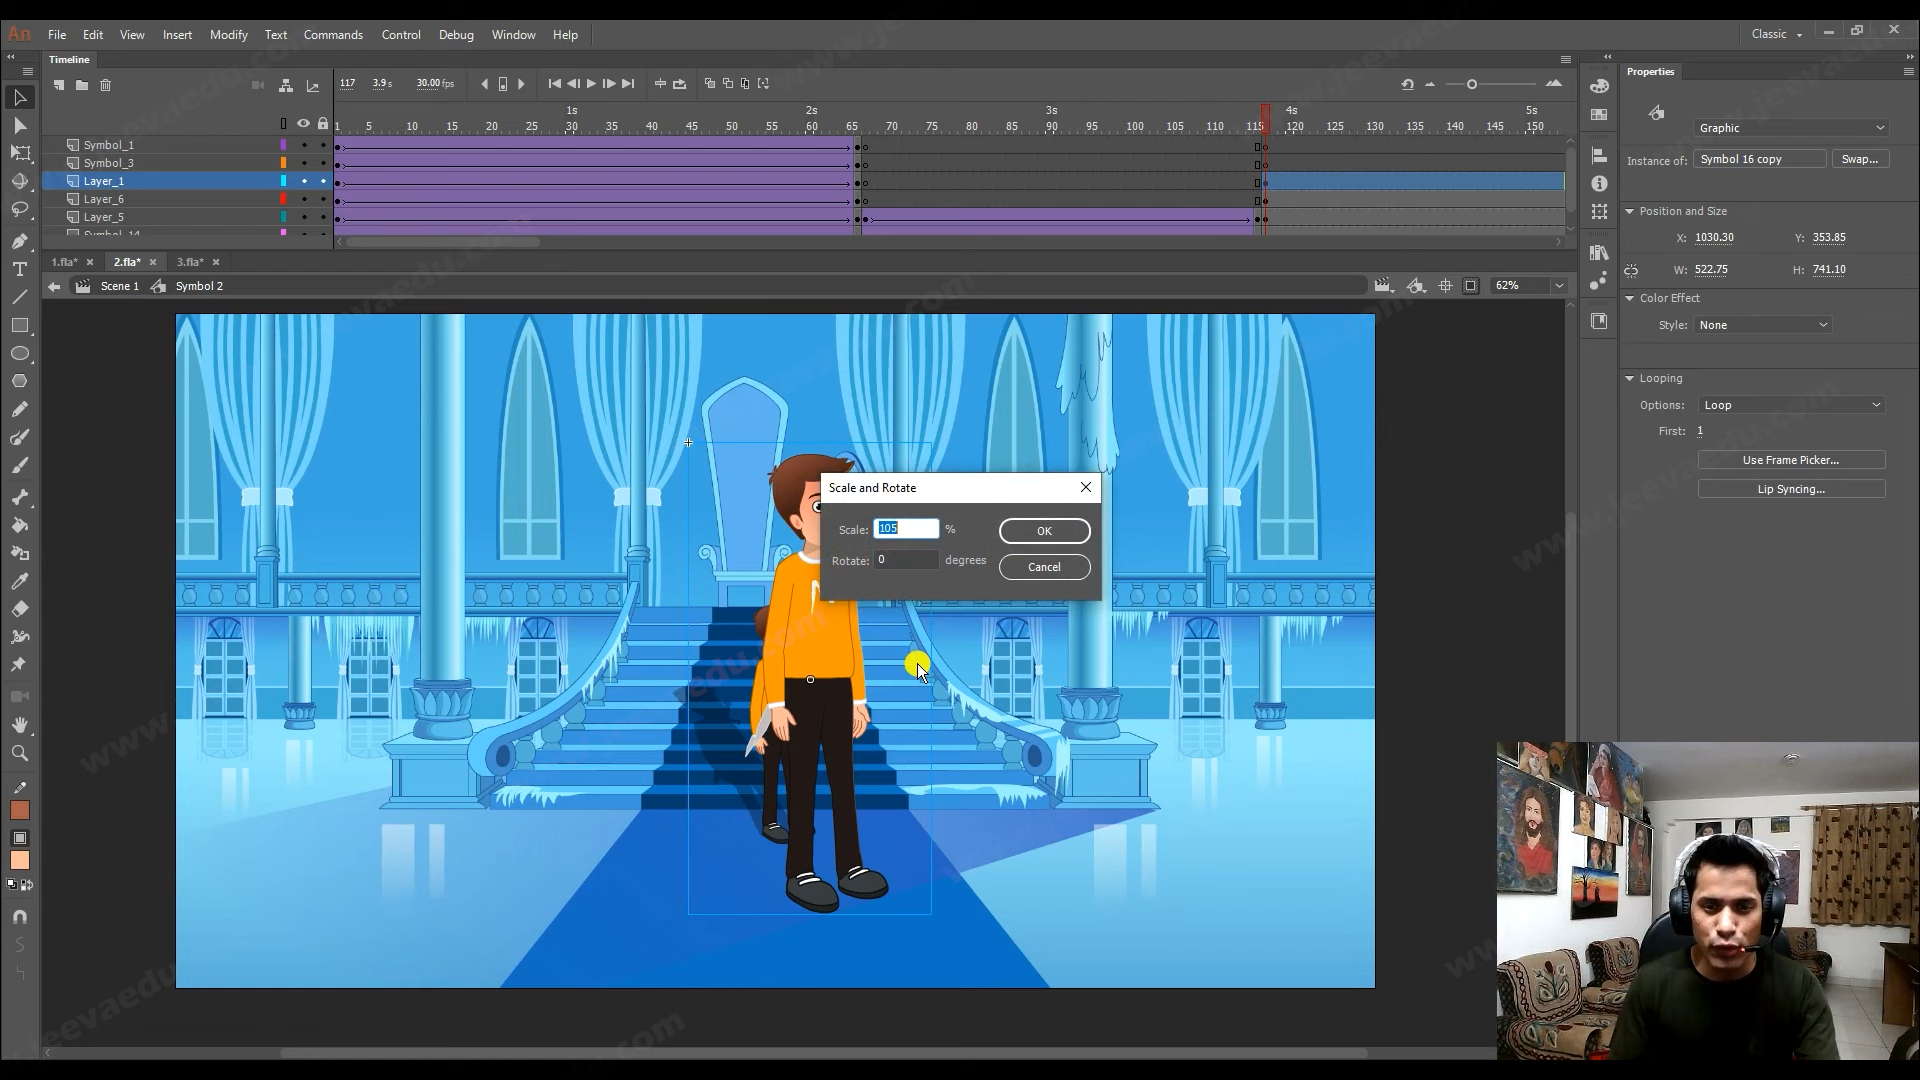 An File Edit View Insert Modify Text Commands Control Debug Window Help Classic
Timeline
Properties
117 3.9 s 30.00 fps
1s 2s 3s 4s 5s
1 5 10 15 20 25 30 35 40 45 50 55 60 65 70 75 80 85 90 95 100 105 110 115 120 125 130 135 140 145 150
Symbol_1
Symbol_3
Layer_1
Layer_6
Layer_5
Symbol_14
1.fla* 2.fla* 3.fla*
Scene 1 Symbol 2 62%
Graphic
Instance of: Symbol 16 copy Swap...
Position and Size
X: 1030.30 Y: 353.85
W: 522.75 H: 741.10
Color Effect
Style: None
Looping
Options: Loop
First: 1
Use Frame Picker...
Lip Syncing...
Scale and Rotate
Scale: 105 % OK
Rotate: 0 degrees Cancel
www.jeevaedu.com